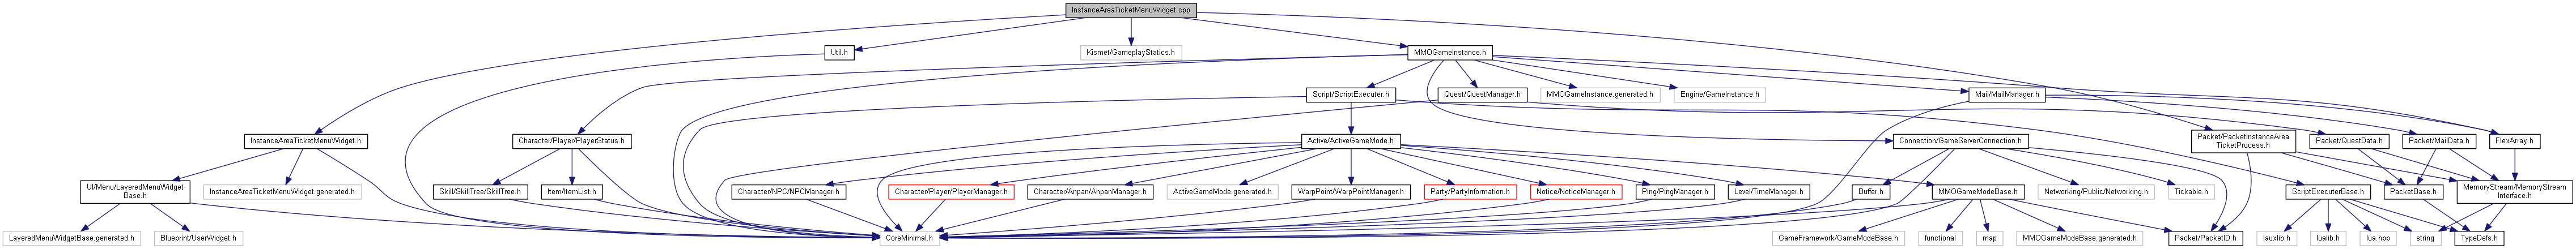 InstanceAreaTicketMenuWidget.cpp
Util.h
Kismet/GameplayStatics.h
MMOGameInstance.h
Script/ScriptExecuter.h
Quest/QuestManager.h
MMOGameInstance.generated.h
Engine/GameInstance.h
Mail/MailManager.h
InstanceAreaTicketMenuWidget.h
Character/Player/PlayerStatus.h
Active/ActiveGameMode.h
Connection/GameServerConnection.h
Packet/PacketInstanceArea
TicketProcess.h
Packet/QuestData.h
Packet/MailData.h
FlexArray.h
UI/Menu/LayeredMenuWidget
Base.h
InstanceAreaTicketMenuWidget.generated.h
Skill/SkillTree/SkillTree.h
Item/ItemList.h
Character/NPC/NPCManager.h
Character/Player/PlayerManager.h
Character/Anpan/AnpanManager.h
ActiveGameMode.generated.h
WarpPoint/WarpPointManager.h
Party/PartyInformation.h
Notice/NoticeManager.h
Ping/PingManager.h
Level/TimeManager.h
Buffer.h
MMOGameModeBase.h
Networking/Public/Networking.h
Tickable.h
ScriptExecuterBase.h
PacketBase.h
MemoryStream/MemoryStream
Interface.h
LayeredMenuWidgetBase.generated.h
Blueprint/UserWidget.h
CoreMinimal.h
GameFramework/GameModeBase.h
functional
map
MMOGameModeBase.generated.h
Packet/PacketID.h
lauxlib.h
lualib.h
lua.hpp
string
TypeDefs.h